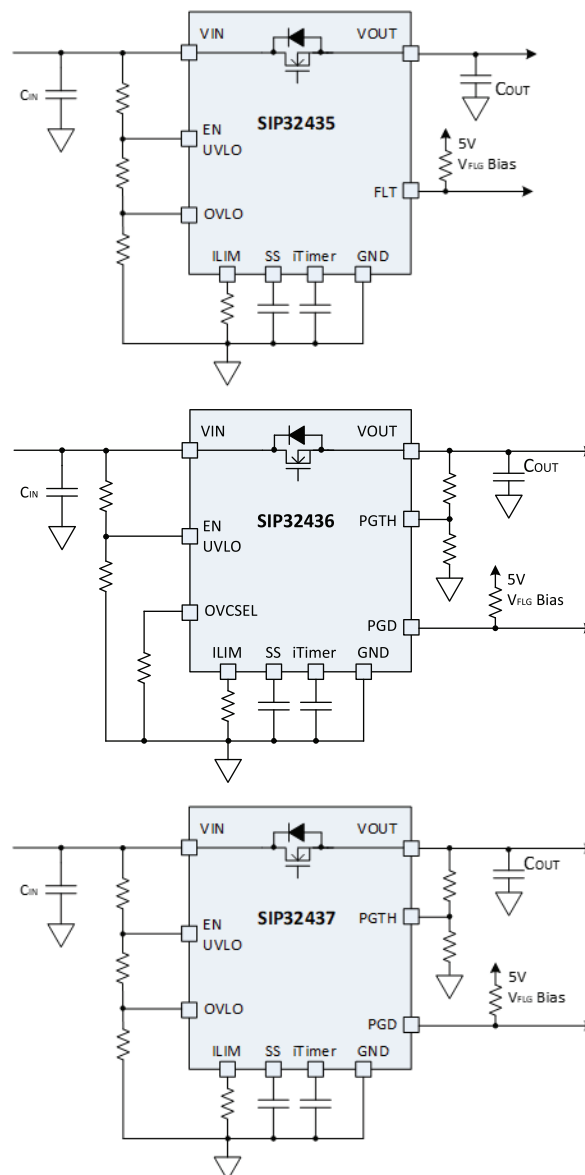 VIN VOUT
CIN
COUT
EN
UVLO
SIP32435
5V
VFLG Bias
FLT
OVLO
ILIM SS iTimer GND
VIN VOUT
COUT
CIN
EN
UVLO
SIP32436
PGTH
5V
VFLG Bias
OVCSEL
PGD
ILIM SS iTimer GND
VIN VOUT
COUT
CIN
EN
UVLO
SIP32437
PGTH
5V
VFLG Bias
OVLO
PGD
ILIM SS iTimer GND